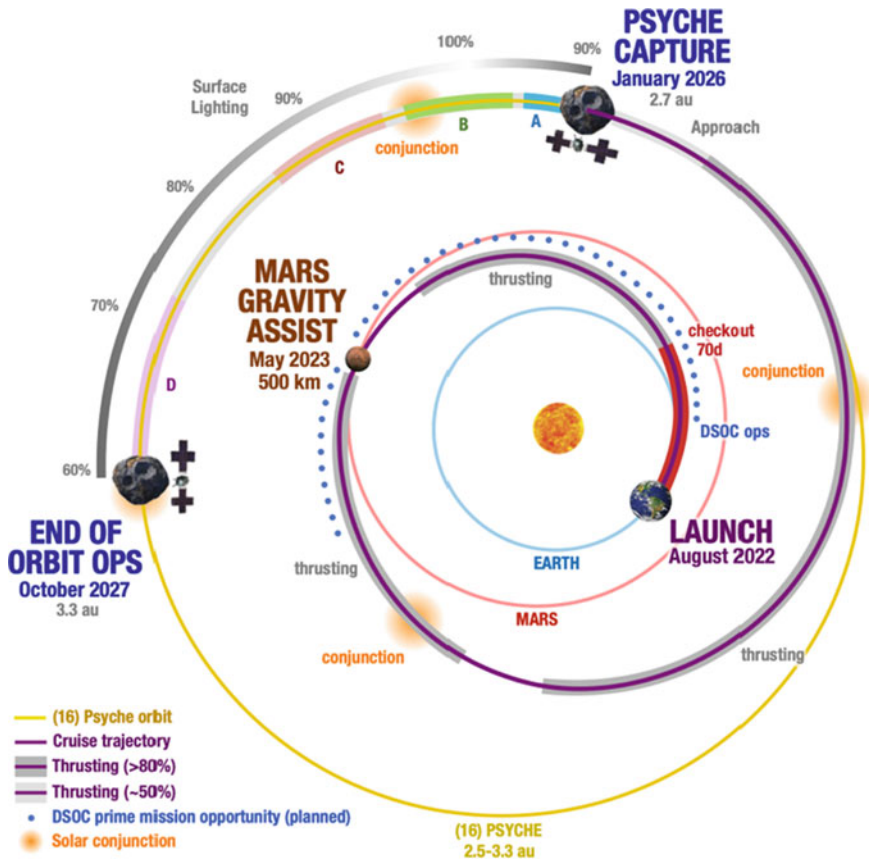 100%
90%
PSYCHE
CAPTURE
January 2026
2.7 au
Surface
Lighting
90%
B
A
Approach
conjunction
C
80%
MARS
GRAVITY
ASSIST
May 2023
500 km
thrusting
70%
checkout
70d
D
conjunction
DSOC ops
60%
END OF
ORBIT OPS
October 2027
3.3 au
LAUNCH
August 2022
EARTH
thrusting
MARS
conjunction
thrusting
(16) Psyche orbit
Cruise trajectory
Thrusting (>80%)
Thrusting (~50%)
DSOC prime mission opportunity (planned)
Solar conjunction
(16) PSYCHE
2.5-3.3 au